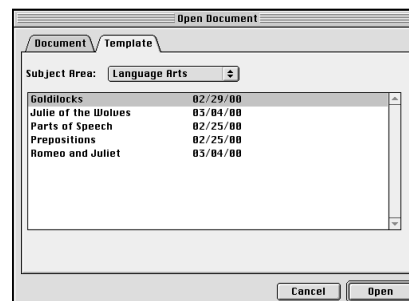 Open Document
Document Template
Subject Area: Language Arts
Goldilocks 02/29/00
Julie of the Wolves 03/04/00
Parts of Speech 02/25/00
Prepositions 02/25/00
Romeo and Juliet 03/04/00
Cancel Open